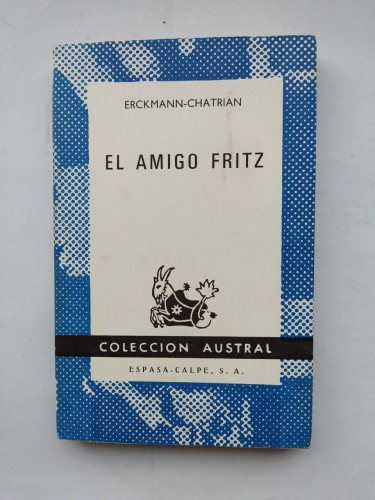 ERCKMANN-CHATRIAN
EL AMIGO FRITZ
COLECCION AUSTRAL
ESPASA-CALPE, S. A.